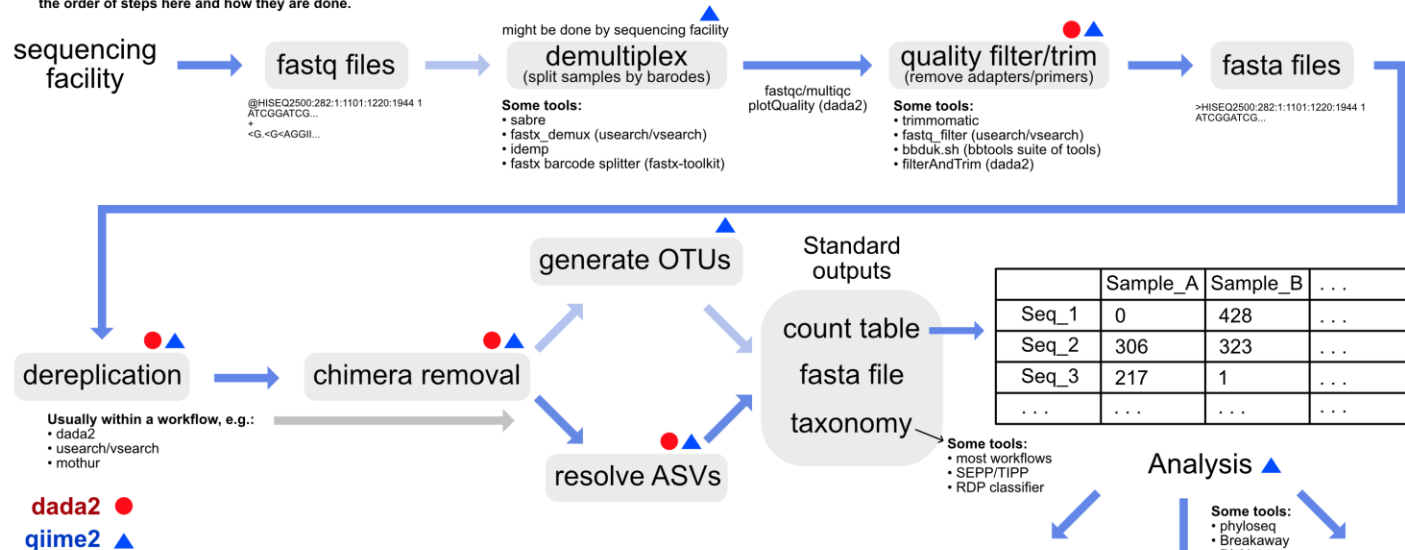 the order of steps here and how they are done.
sequencing
facility
fastq files
@HISEQ2500:282:1:1101:1220:1944 1
ATCGGATCG...
+
<G.<G<AGGII...
might be done by sequencing facility
demultiplex
(split samples by barodes)
Some tools:
• sabre
• fastx_demux (usearch/vsearch)
• idemp
• fastx barcode splitter (fastx-toolkit)
fastqc/multiqc
plotQuality (dada2)
quality filter/trim
(remove adapters/primers)
Some tools:
• trimmomatic
• fastq_filter (usearch/vsearch)
• bbduk.sh (bbtools suite of tools)
• filterAndTrim (dada2)
fasta files
>HISEQ2500:282:1:1101:1220:1944 1
ATCGGATCG...
dereplication
Usually within a workflow, e.g.:
• dada2
• usearch/vsearch
• mothur
chimera removal
generate OTUs
resolve ASVs
Standard
outputs
count table
fasta file
taxonomy
Some tools:
• most workflows
• SEPP/TIPP
• RDP classifier
Sample_A Sample_B . . .
Seq_1 0 428 . . .
Seq_2 306 323 . . .
Seq_3 217 1 . . .
. . . . . . . . . . . .
Analysis
Some tools:
• phyloseq
• Breakaway
dada2
qiime2